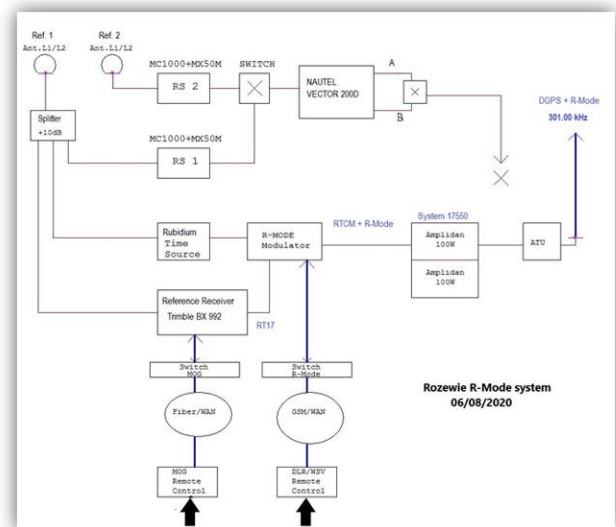 Ref. 1
Ant.L1/L2
Ref. 2
Ant.L1/L2
MC1000+MX50M
RS 2
SWITCH
NAUTEL
VECTOR 200D
A
B
DGPS + R-Mode
301.00 kHz
Splitter
+10dB
MC1000+MX50M
RS 1
Rubidium
Time
Source
R-MODE
Modulator
RTCM + R-Mode
System 17550
Amplidan
100W
Amplidan
100W
ATU
Reference Receiver
Trimble BX 992
RT17
Switch
MOG
Switch
R-Mode
Fiber/WAN
GSM/WAN
Rozewie R-Mode system
06/08/2020
MOG
Remote
Control
DLR/WSV
Remote
Control